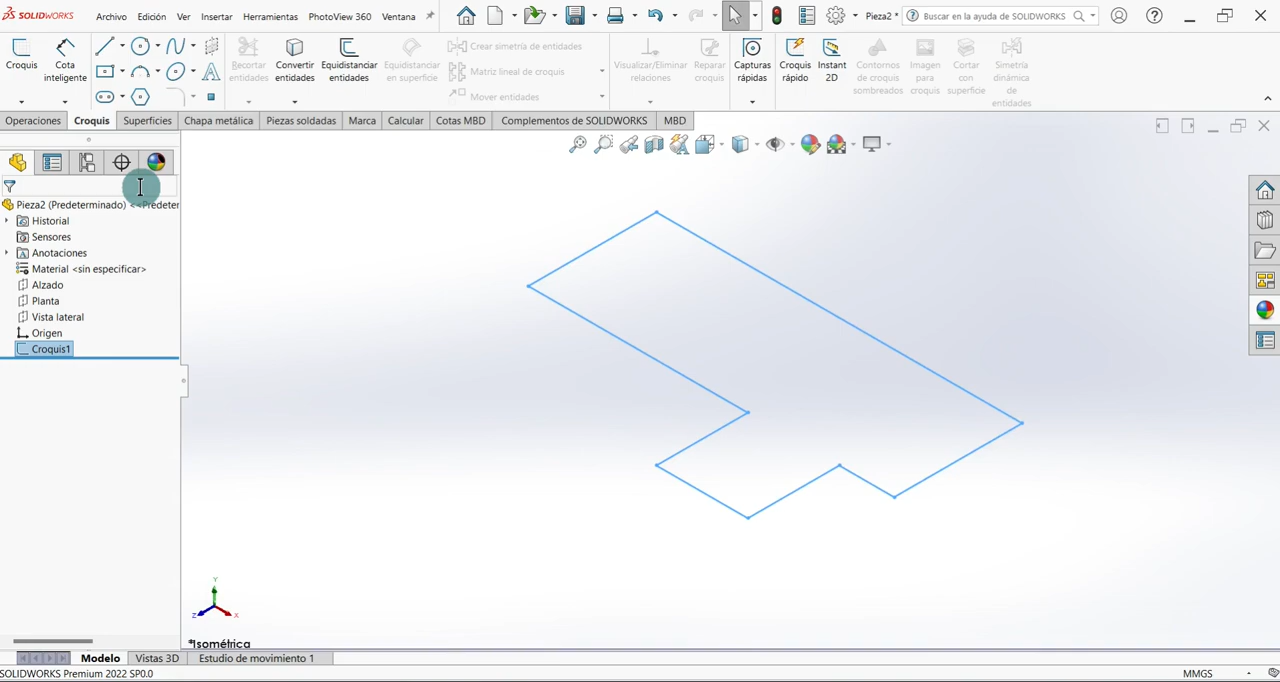 SOLIDWORKS Archivo Edición Ver Insertar Herramientas PhotoView 360 Ventana Pieza2 * Buscar en la ayuda de SOLIDWORKS
Croquis
Cota inteligente
Recortar entidades
Convertir entidades
Equidistanciar entidades
Equidistanciar en superficie
Crear simetría de entidades
Matriz lineal de croquis
Mover entidades
Visualizar/Eliminar relaciones
Reparar croquis
Capturas rápidas
Croquis rápido
Instant 2D
Contornos de croquis sombreados
Imagen para croquis
Cortar con superficie
Simetría dinámica de entidades
Operaciones Croquis Superficies Chapa metálica Piezas soldadas Marca Calcular Cotas MBD Complementos de SOLIDWORKS MBD
Pieza2 (Predeterminado) <<Predeter
Historial
Sensores
Anotaciones
Material <sin especificar>
Alzado
Planta
Vista lateral
Origen
Croquis1
Y
Z X
*Isométrica
Modelo Vistas 3D Estudio de movimiento 1
SOLIDWORKS Premium 2022 SP0.0 MMGS